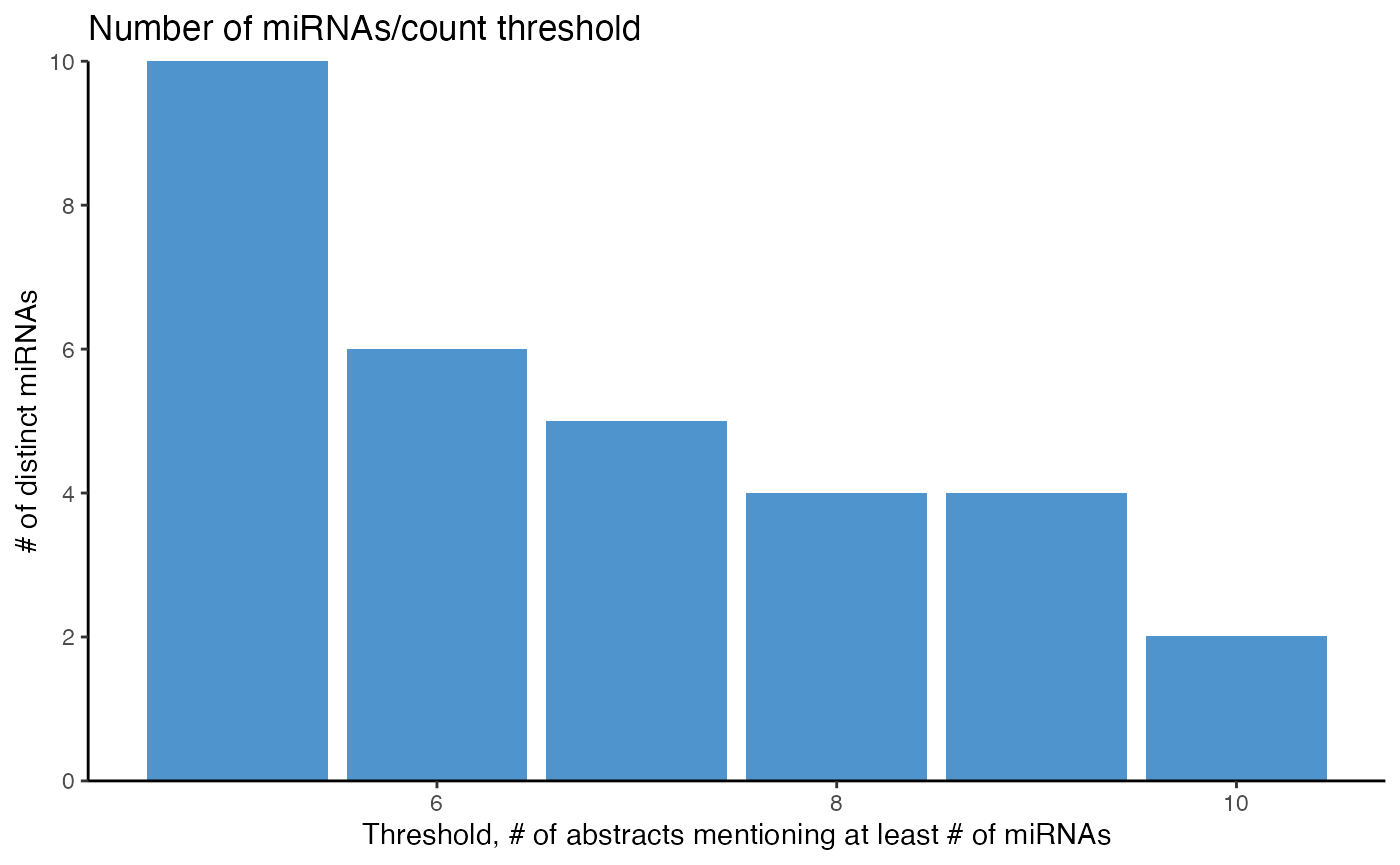 Number of miRNAs/count threshold
10
8
6
4
2
0
# of distinct miRNAs
6 8 10
Threshold, # of abstracts mentioning at least # of miRNAs